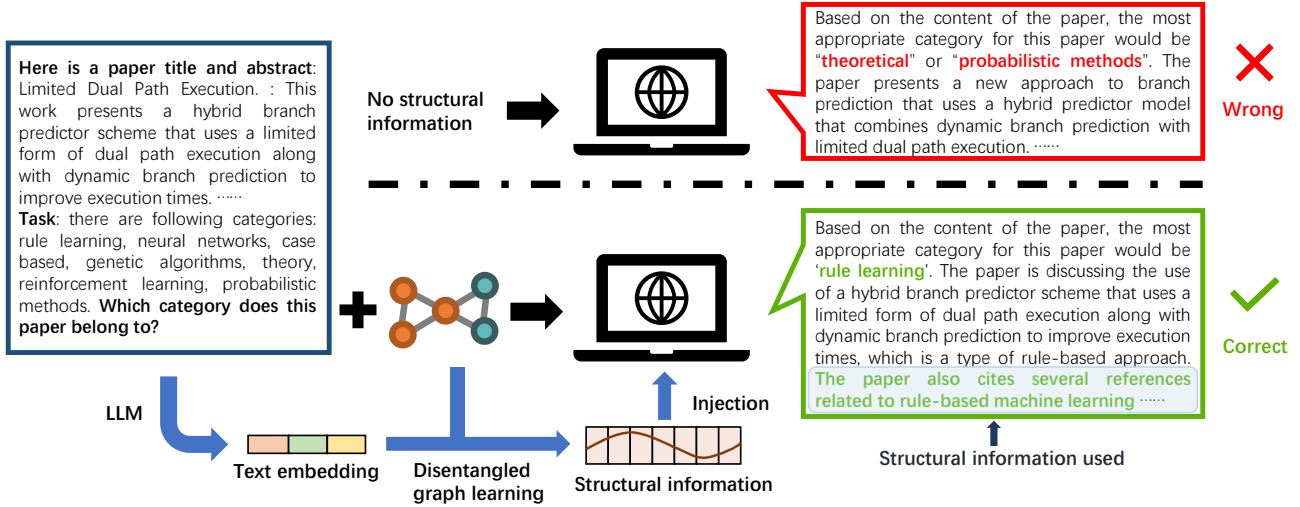 Here is a paper title and abstract:
Limited Dual Path Execution. : This
work presents a hybrid branch
predictor scheme that uses a limited
form of dual path execution along
with dynamic branch prediction to
improve execution times. ······
Task: there are following categories:
rule learning, neural networks, case
based, genetic algorithms, theory,
reinforcement learning, probabilistic
methods. Which category does this
paper belong to?
No structural
information
Based on the content of the paper, the most
appropriate category for this paper would be
“theoretical” or “probabilistic methods”. The
paper presents a new approach to branch
prediction that uses a hybrid predictor model
that combines dynamic branch prediction with
limited dual path execution. ······
Wrong
Based on the content of the paper, the most
appropriate category for this paper would be
‘rule learning’. The paper is discussing the use
of a hybrid branch predictor scheme that uses a
limited form of dual path execution along with
dynamic branch prediction to improve execution
times, which is a type of rule-based approach.
The paper also cites several references
related to rule-based machine learning ······
Correct
LLM
Text embedding
Disentangled
graph learning
Injection
Structural information
Structural information used